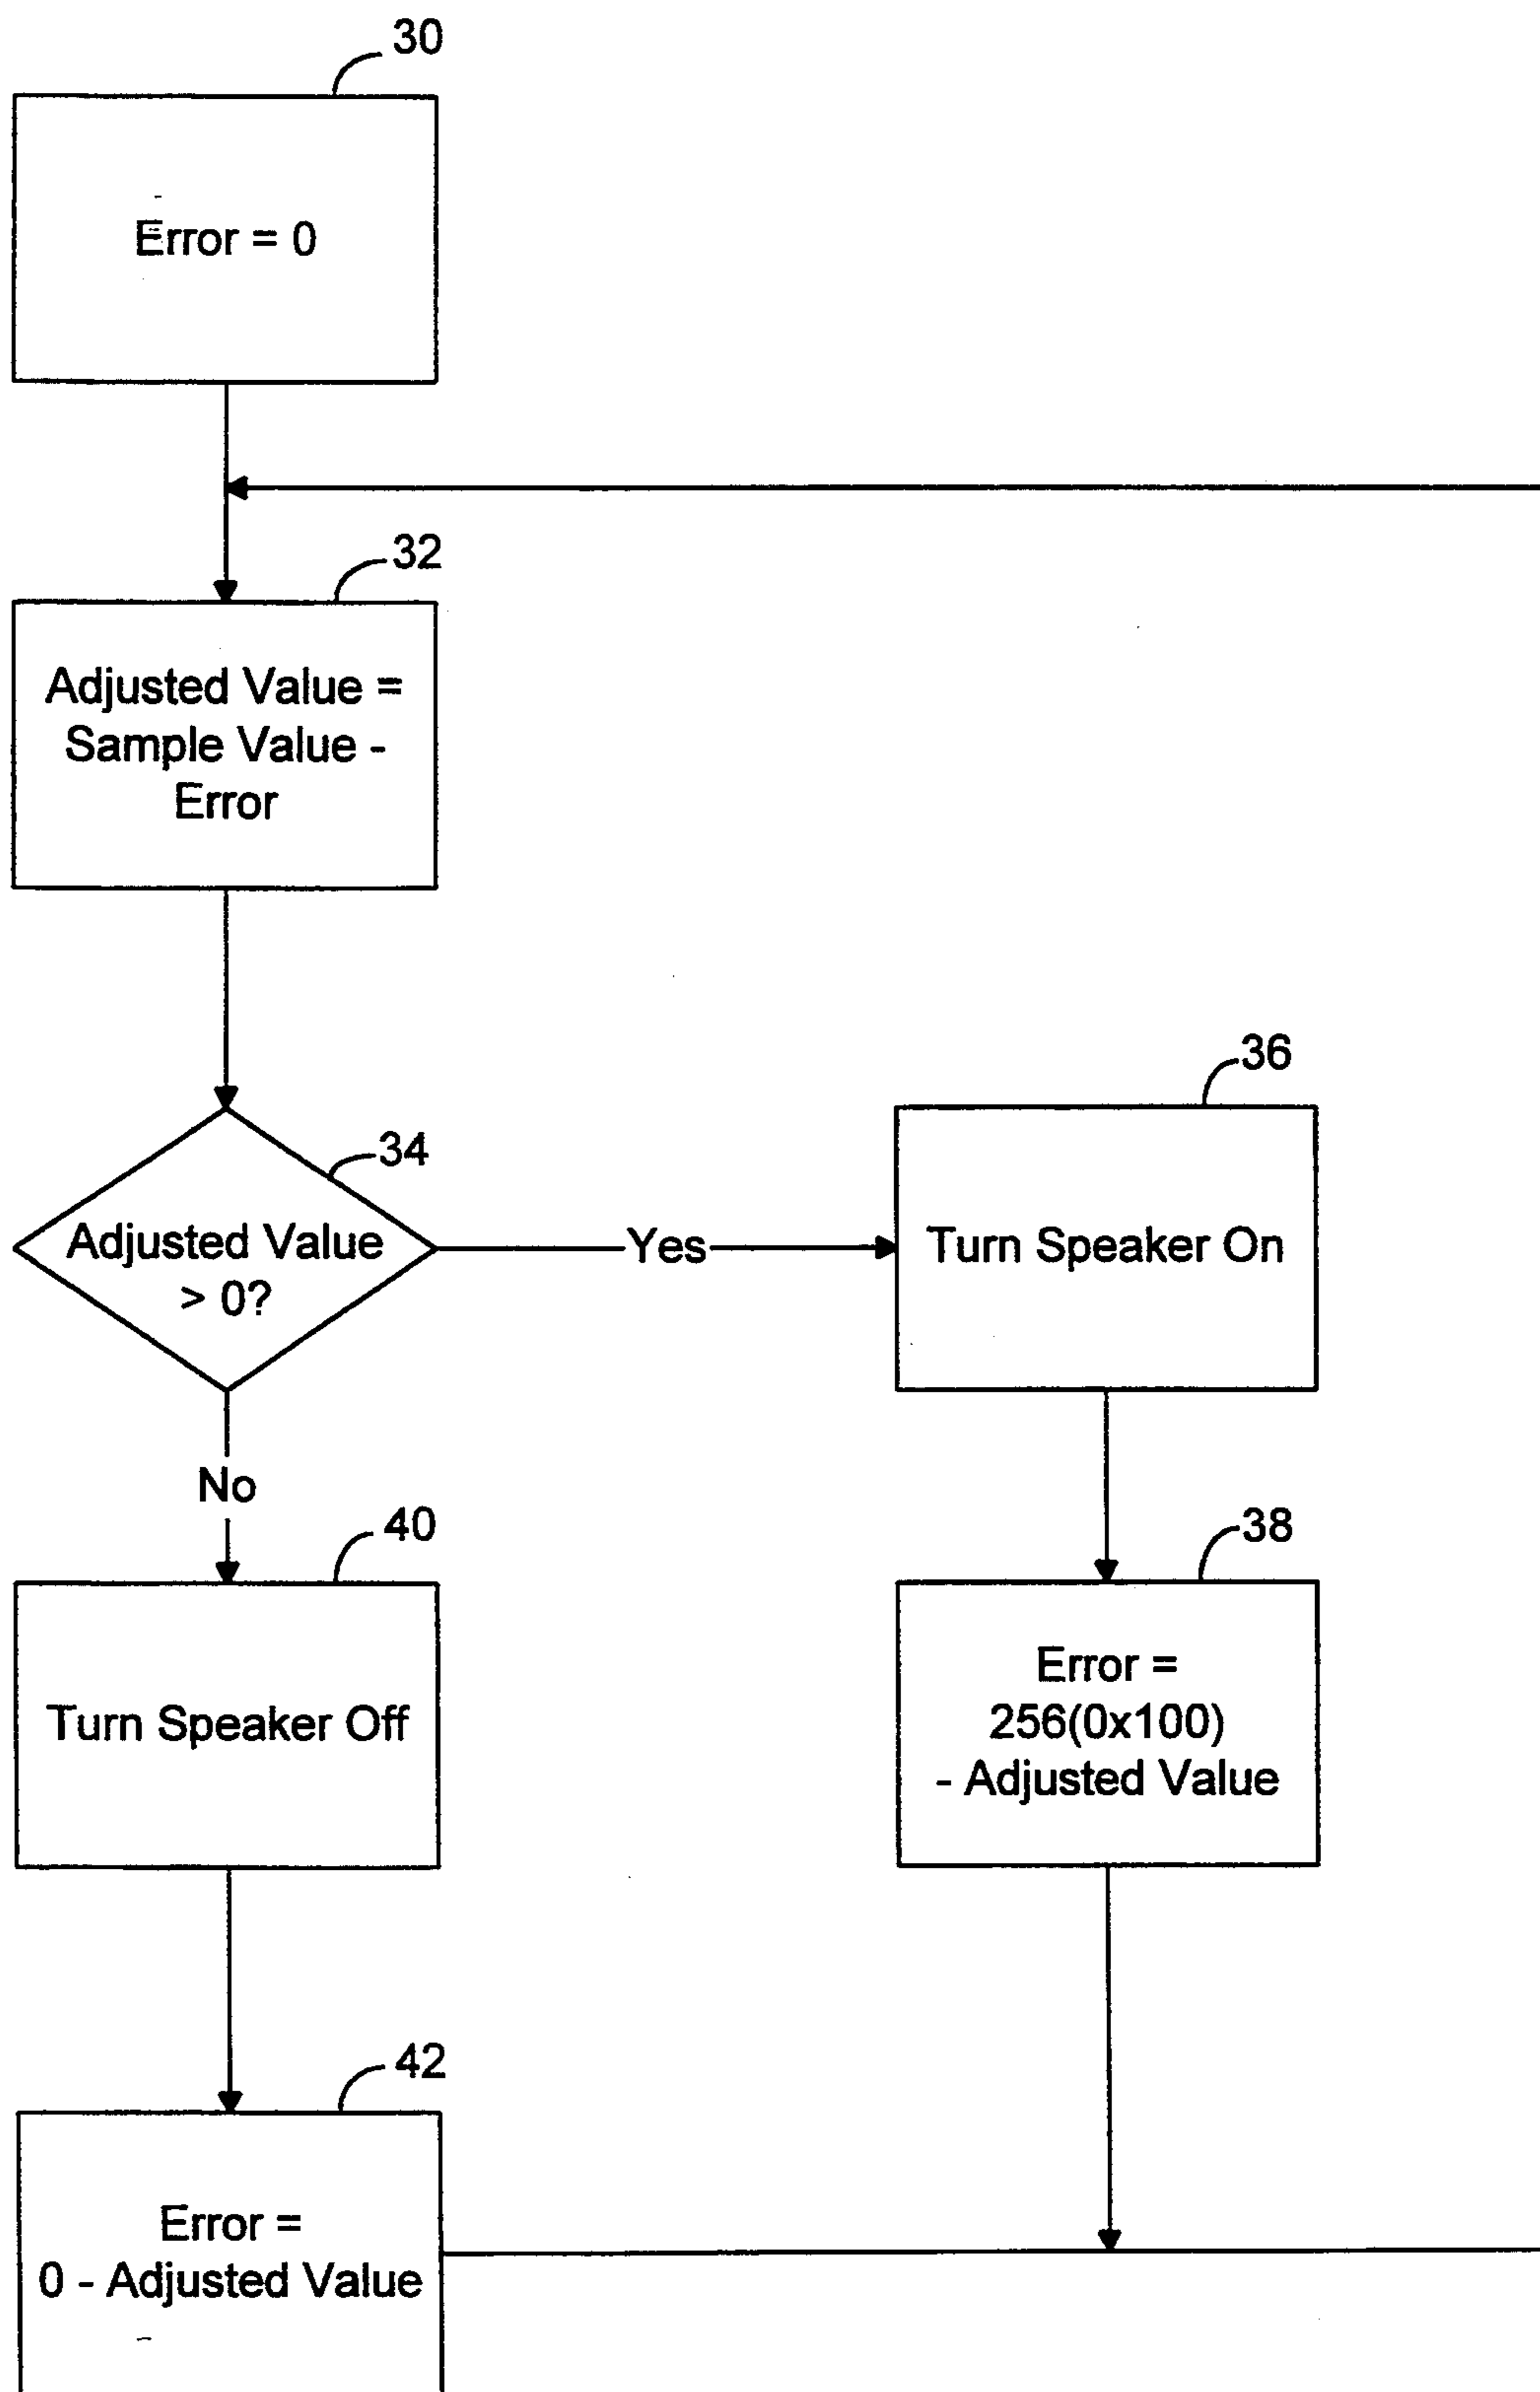 30
Error = 0
32
Adjusted Value =
Sample Value -
Error
34
Adjusted Value
> 0?
Yes
36
Turn Speaker On
No
40
Turn Speaker Off
38
Error =
256(0x100)
- Adjusted Value
42
Error =
0 - Adjusted Value